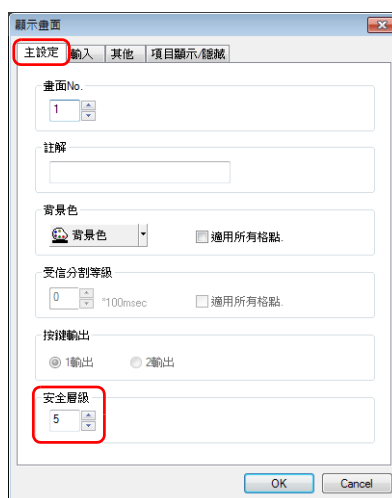 顯示畫面
主設定 輸入 其他 項目顯示/隱藏
畫面No.
1
註解
背景色
背景色 適用所有格點.
受信分割等級
0 *100msec 適用所有格點.
按鍵輸出
1輸出 2輸出
安全層級
5
OK Cancel